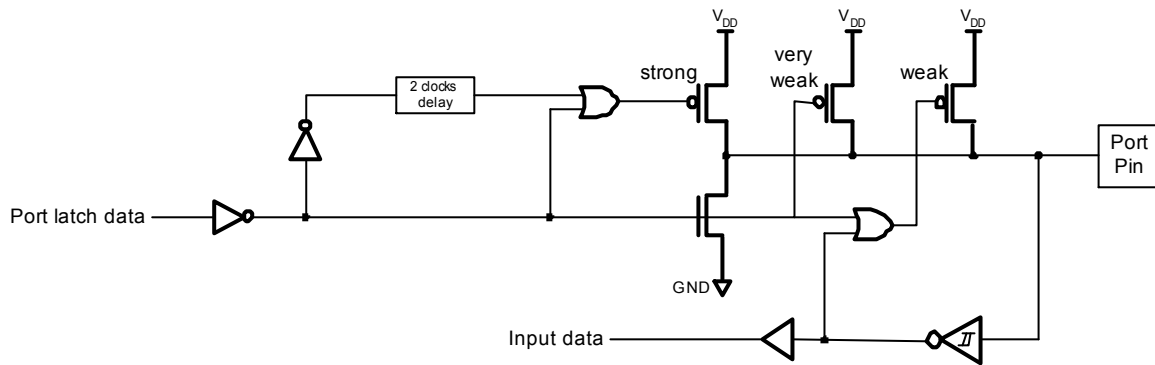 V_DD
V_DD
V_DD
very
strong
weak
weak
2 clocks
delay
Port
Pin
Port latch data
GND
Input data